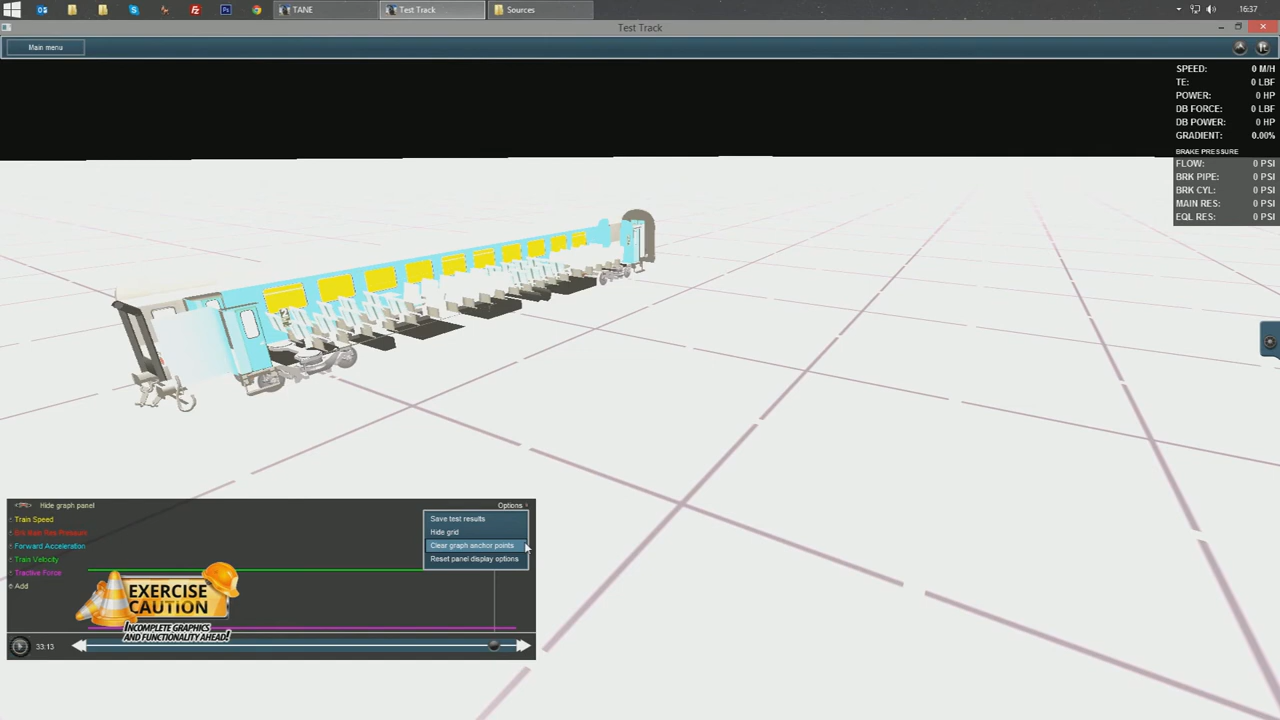 TANE
Test Track
Sources
16:37
Test Track
Main menu
SPEED: 0 M/H
TE: 0 LBF
POWER: 0 HP
DB FORCE: 0 LBF
DB POWER: 0 HP
GRADIENT: 0.00%
BRAKE PRESSURE
FLOW: 0 PSI
BRK PIPE: 0 PSI
BRK CYL: 0 PSI
MAIN RES: 0 PSI
EQL RES: 0 PSI
Hide graph panel
Options
Train Speed
Save test results
Main Res Pressure
Hide grid
Forward Acceleration
Clear graph anchor points
Train Velocity
Reset panel display options
Tractive Force
Add
EXERCISE
CAUTION
INCOMPLETE GRAPHICS
AND FUNCTIONALITY AHEAD!
33:13